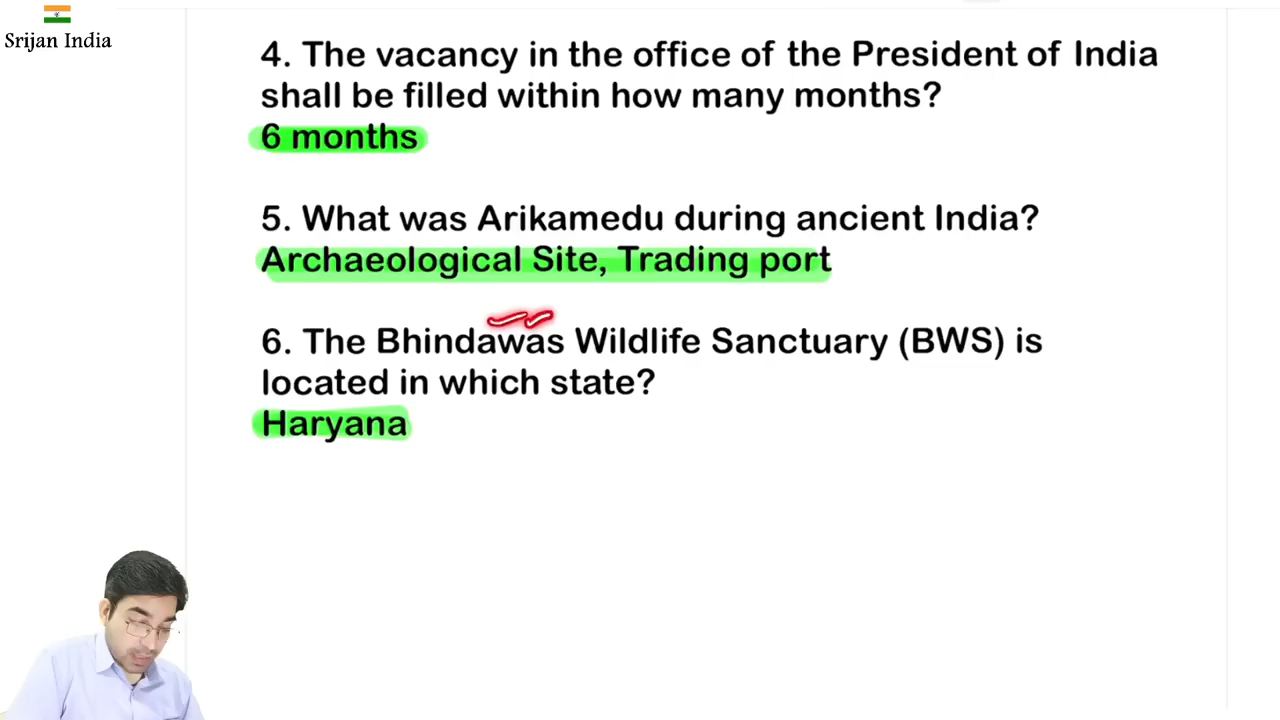 Srijan India
4. The vacancy in the office of the President of India
shall be filled within how many months?
6 months
5. What was Arikamedu during ancient India?
Archaeological Site, Trading port
6. The Bhindawas Wildlife Sanctuary (BWS) is
located in which state?
Haryana